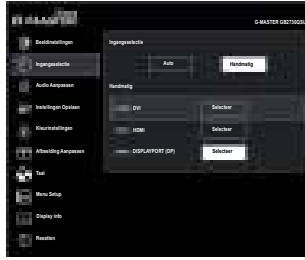 G-MASTER GB2730QSU
Beeldinstellingen
Ingangsselectie
Audio Aanpassen
Instellingen Opslaan
Kleurinstellingen
Afbeelding Aanpassen
Taal
Menu Setup
Display info
Resetten
Ingangsselectie
Auto
Handmatig
Handmatig
DVI
Selecteer
HDMI
Selecteer
DISPLAYPORT (DP)
Selecteer